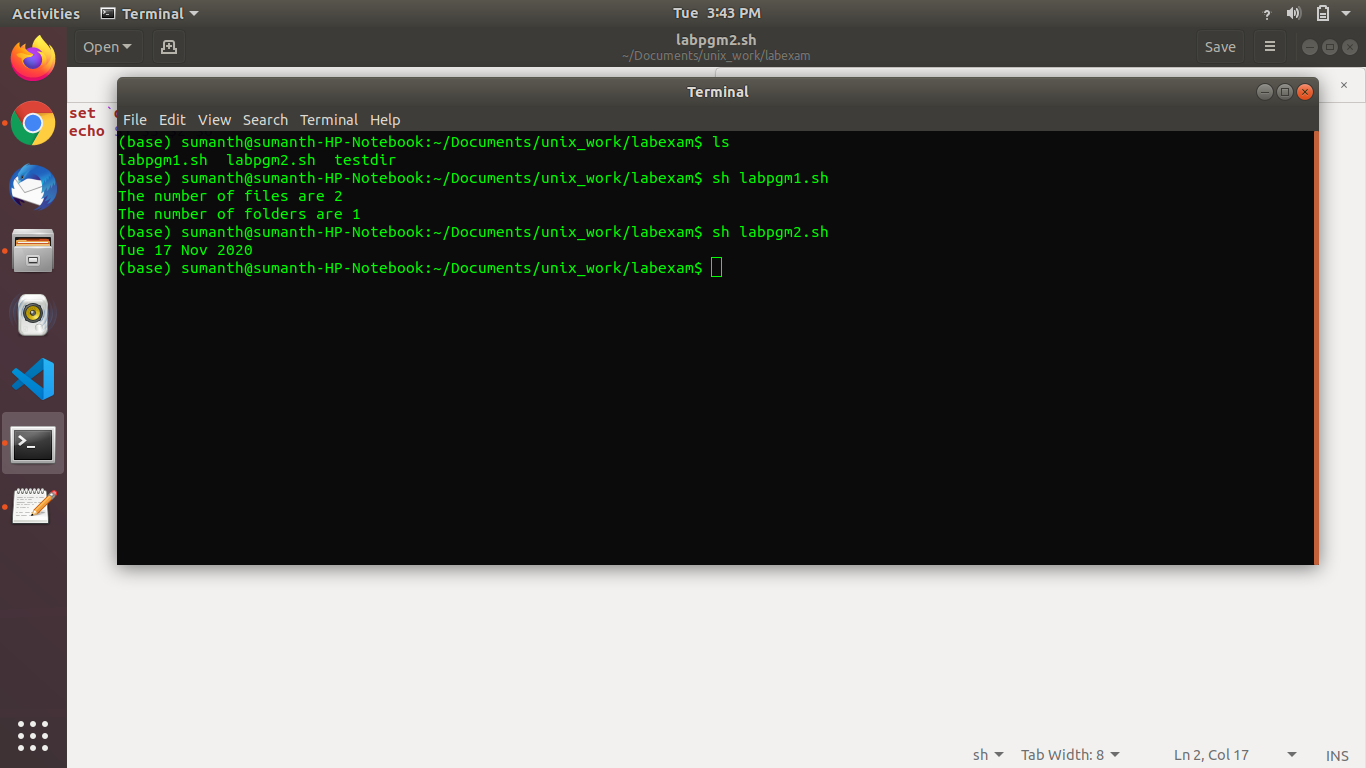 Activities Terminal Tue 3:43 PM ?
Open labpgm2.sh Save
~/Documents/unix_work/labexam
Terminal
set `
echo
File Edit View Search Terminal Help
(base) sumanth@sumanth-HP-Notebook:~/Documents/unix_work/labexam$ ls
labpgm1.sh labpgm2.sh testdir
(base) sumanth@sumanth-HP-Notebook:~/Documents/unix_work/labexam$ sh labpgm1.sh
The number of files are 2
The number of folders are 1
(base) sumanth@sumanth-HP-Notebook:~/Documents/unix_work/labexam$ sh labpgm2.sh
Tue 17 Nov 2020
(base) sumanth@sumanth-HP-Notebook:~/Documents/unix_work/labexam$
sh Tab Width: 8 Ln 2, Col 17 INS